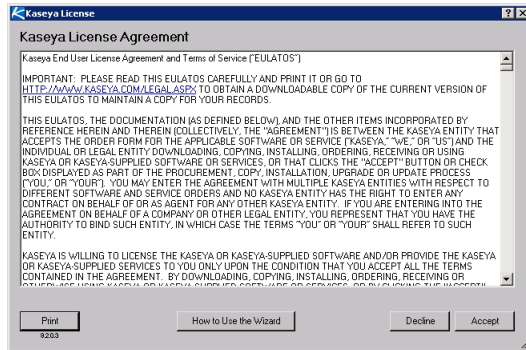 Kaseya License
Kaseya License Agreement
Kaseya End User License Agreement and Terms of Service ("EULATOS")
IMPORTANT: PLEASE READ THIS EULATOS CAREFULLY AND PRINT IT OR GO TO
HTTP://WWW.KASEYA.COM/LEGAL.ASPX TO OBTAIN A DOWNLOADABLE COPY OF THE CURRENT VERSION OF
THIS EULATOS TO MAINTAIN A COPY FOR YOUR RECORDS.
THIS EULATOS, THE DOCUMENTATION (AS DEFINED BELOW), AND THE OTHER ITEMS INCORPORATED BY
REFERENCE HEREIN AND THEREIN (COLLECTIVELY, THE "AGREEMENT") IS BETWEEN THE KASEYA ENTITY THAT
ACCEPTS THE ORDER FORM FOR THE APPLICABLE SOFTWARE OR SERVICE ("KASEYA," "WE," OR "US") AND THE
INDIVIDUAL OR LEGAL ENTITY DOWNLOADING, COPYING, INSTALLING, ORDERING, RECEIVING OR USING
KASEYA OR KASEYA-SUPPLIED SOFTWARE OR SERVICES, OR THAT CLICKS THE "ACCEPT" BUTTON OR CHECK
BOX DISPLAYED AS PART OF THE PROCUREMENT, COPY, INSTALLATION, UPGRADE OR UPDATE PROCESS
("YOU," OR "YOUR"). YOU MAY ENTER THE AGREEMENT WITH MULTIPLE KASEYA ENTITIES WITH RESPECT TO
DIFFERENT SOFTWARE AND SERVICE ORDERS AND NO KASEYA ENTITY HAS THE RIGHT TO ENTER ANY
CONTRACT ON BEHALF OF OR AS AGENT FOR ANY OTHER KASEYA ENTITY. IF YOU ARE ENTERING INTO THE
AGREEMENT ON BEHALF OF A COMPANY OR OTHER LEGAL ENTITY, YOU REPRESENT THAT YOU HAVE THE
AUTHORITY TO BIND SUCH ENTITY, IN WHICH CASE THE TERMS "YOU" OR "YOUR" SHALL REFER TO SUCH
ENTITY.
KASEYA IS WILLING TO LICENSE THE KASEYA OR KASEYA-SUPPLIED SOFTWARE AND/OR PROVIDE THE KASEYA
OR KASEYA-SUPPLIED SERVICES TO YOU ONLY UPON THE CONDITION THAT YOU ACCEPT ALL THE TERMS
CONTAINED IN THE AGREEMENT. BY DOWNLOADING, COPYING, INSTALLING, ORDERING, RECEIVING OR
OTHERWISE USING KASEYA OR KASEYA-SUPPLIED SOFTWARE OR SERVICES, OR BY CLICKING THE "ACCEPT"
Print
How to Use the Wizard
Decline
Accept
9.2.0.3